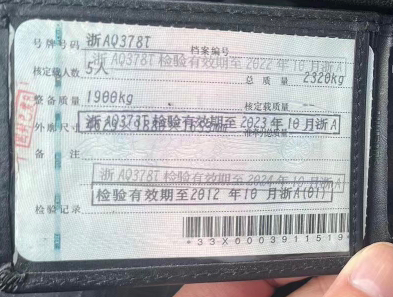 号牌号码 浙AQ378T 档案编号
浙AQ378T检验有效期至2022年10月浙A
核定载人数 5人 总质量 2320kg
整备质量 1900kg 核定载质量 --
浙AQ378T检验有效期至2023年10月浙A
外廓尺寸
备注
浙AQ378T检验有效期至2024年10月浙A
检验有效期至2012年10月浙A(01)
检验记录
*33X0003911519